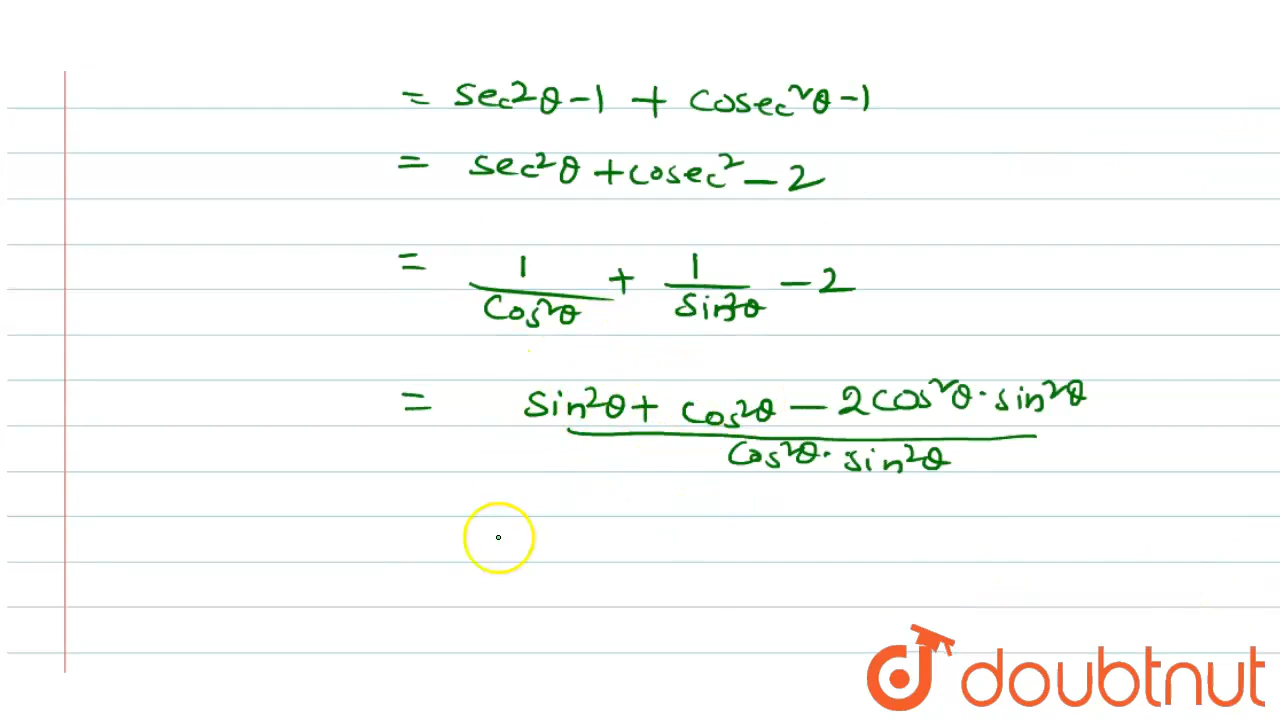 = sec²θ-1 + cosec²θ-1
= sec²θ + cosec² - 2
= 1/cos²θ + 1/sin²θ - 2
= sin²θ + cos²θ - 2cos²θ·sin²θ / cos²θ·sin²θ
doubtnut